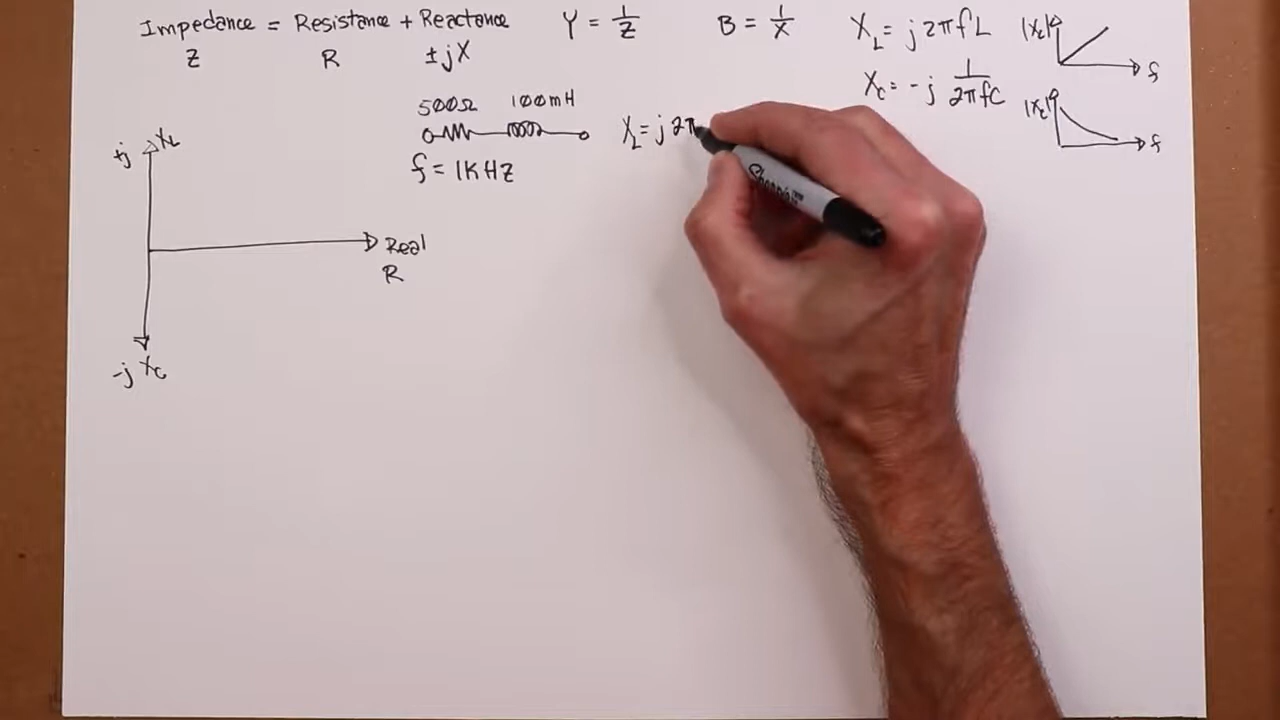 Impedance = Resistance + Reactance
Z R ±jX
Y = 1/Z
B = 1/X
X_L = j2πfL
|X_L| f
X_C = -j 1/2πfC
|X_C| f
500Ω 100mH
f = 1KHZ
X_L = j2π
+j X_L
Real
R
-j X_C
Sharpie